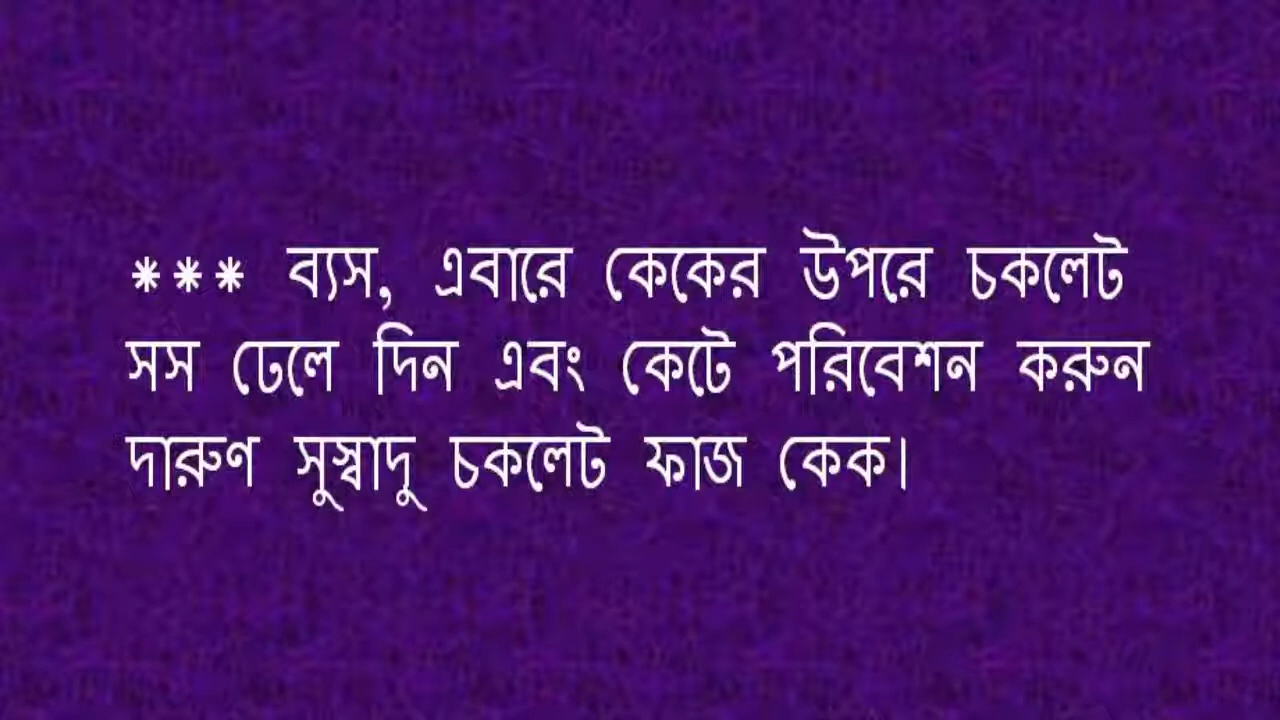 *** ব্যস, এবারে কেকের উপরে চকলেট
সস ঢেলে দিন এবং কেটে পরিবেশন করুন
দারুণ সুস্বাদু চকলেট ফাজ কেক।